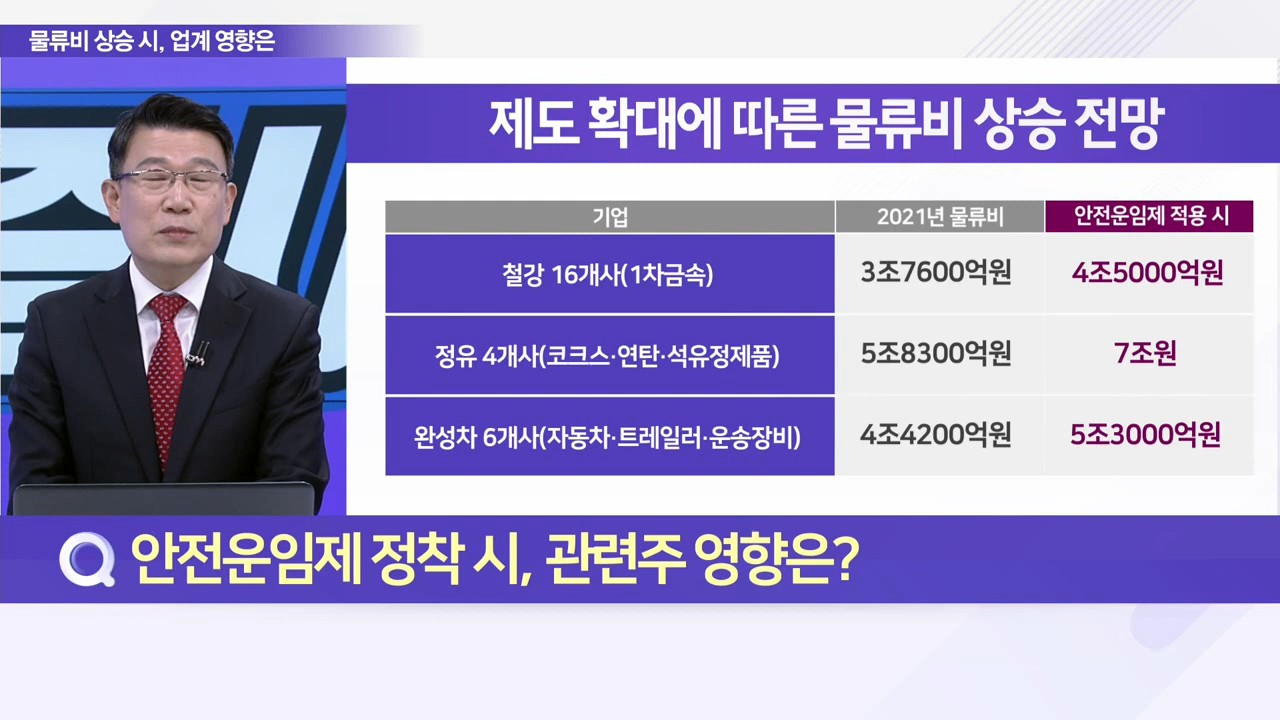 물류비 상승 시, 업계 영향은
제도 확대에 따른 물류비 상승 전망
기업 2021년 물류비 안전운임제 적용 시
철강 16개사(1차금속) 3조7600억원 4조5000억원
정유 4개사(코크스·연탄·석유정제품) 5조8300억원 7조원
완성차 6개사(자동차·트레일러·운송장비) 4조4200억원 5조3000억원
Q 안전운임제 정착 시, 관련주 영향은?